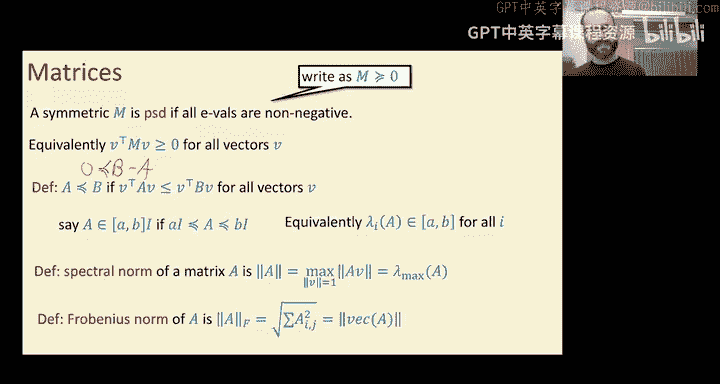 GPT中英字幕课程资源@bilibili.com
GPT中英字幕课程资源 bilibili
Matrices
write as M ≽ 0
A symmetric M is psd if all e-vals are non-negative.
Equivalently v⊤Mv ≥ 0 for all vectors v
0 ≼ B - A
Def: A ≼ B if v⊤Av ≤ v⊤Bv for all vectors v
say A ∈ [a, b]I if aI ≼ A ≼ bI Equivalently λᵢ(A) ∈ [a, b] for all i
Def: spectral norm of a matrix A is ‖A‖ = max‖v‖=1 ‖Av‖ = λmax(A)
Def: Frobenius norm of A is ‖A‖F = √∑A²i,j = ‖vec(A)‖